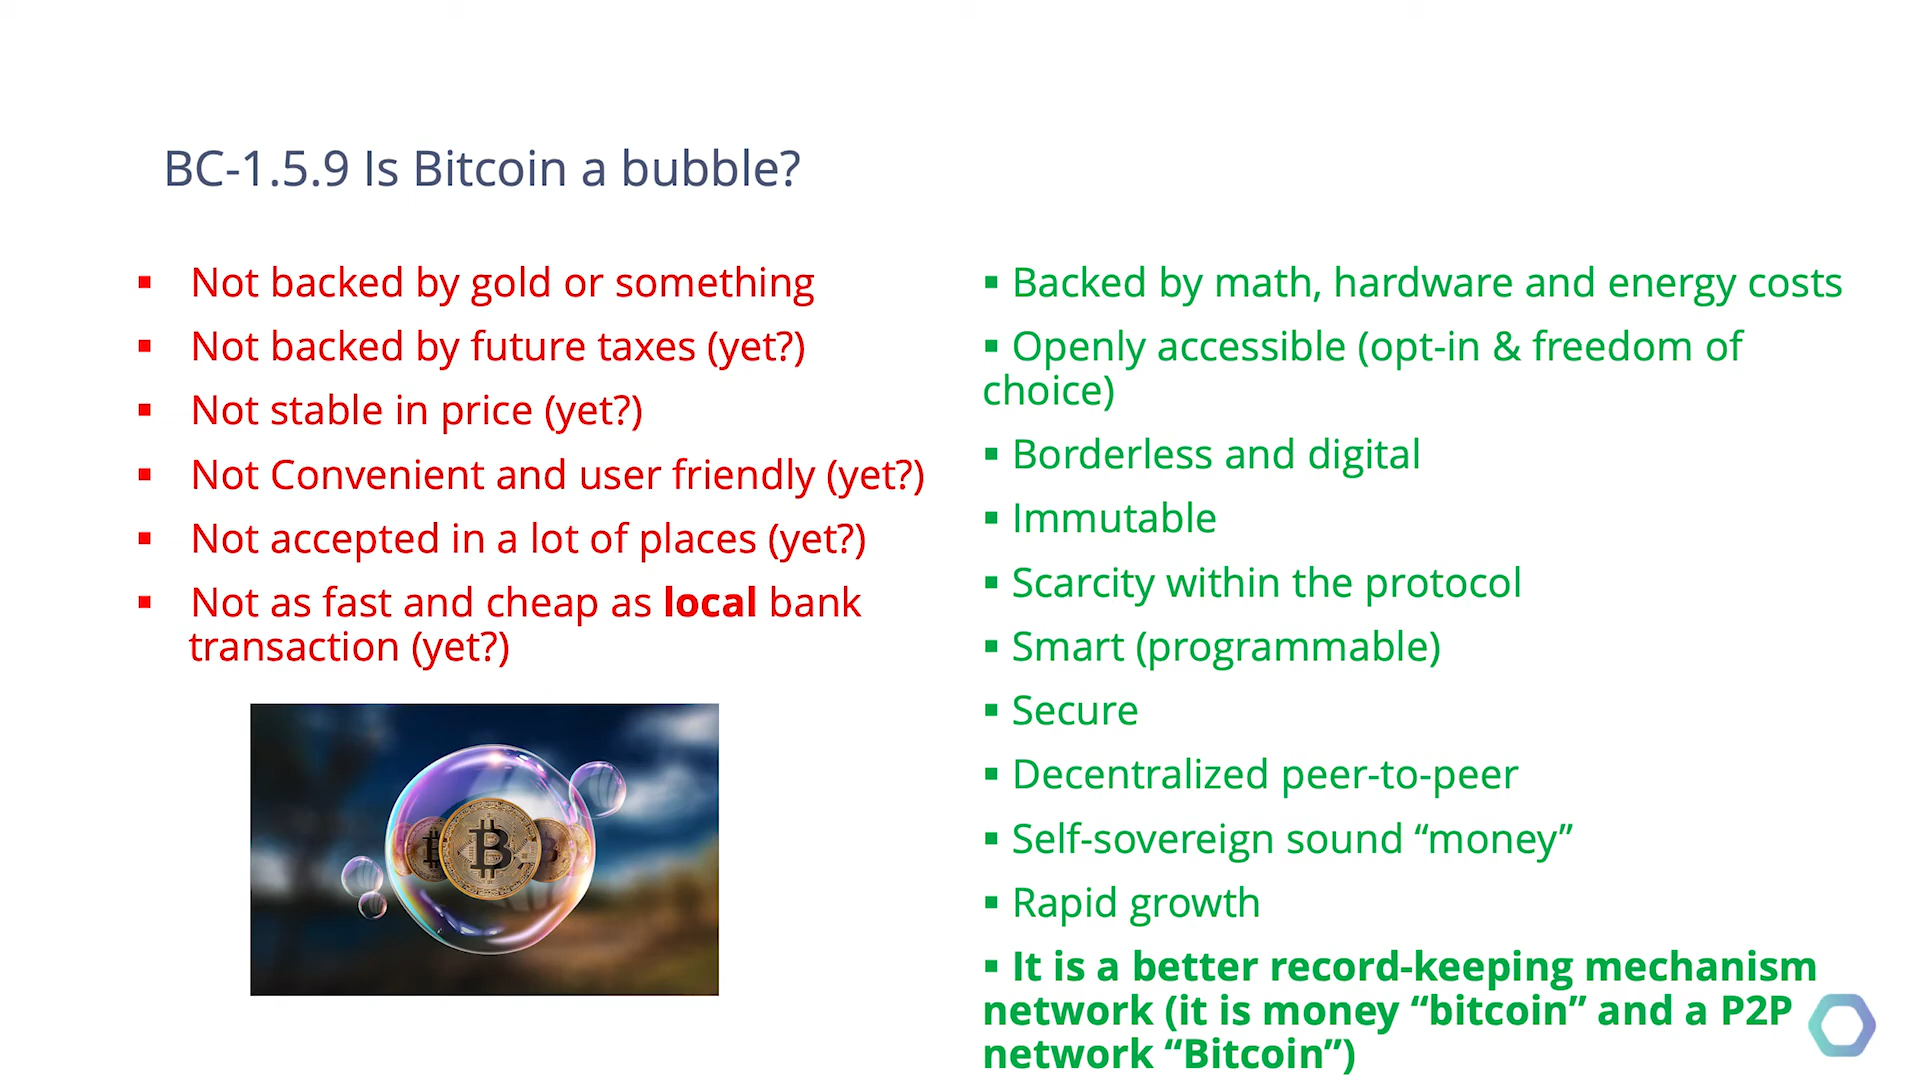 BC-1.5.9 Is Bitcoin a bubble?
▪ Not backed by gold or something
▪ Not backed by future taxes (yet?)
▪ Not stable in price (yet?)
▪ Not Convenient and user friendly (yet?)
▪ Not accepted in a lot of places (yet?)
▪ Not as fast and cheap as local bank
transaction (yet?)
▪ Backed by math, hardware and energy costs
▪ Openly accessible (opt-in & freedom of
choice)
▪ Borderless and digital
▪ Immutable
▪ Scarcity within the protocol
▪ Smart (programmable)
▪ Secure
▪ Decentralized peer-to-peer
▪ Self-sovereign sound “money”
▪ Rapid growth
▪ It is a better record-keeping mechanism
network (it is money “bitcoin” and a P2P
network “Bitcoin”)